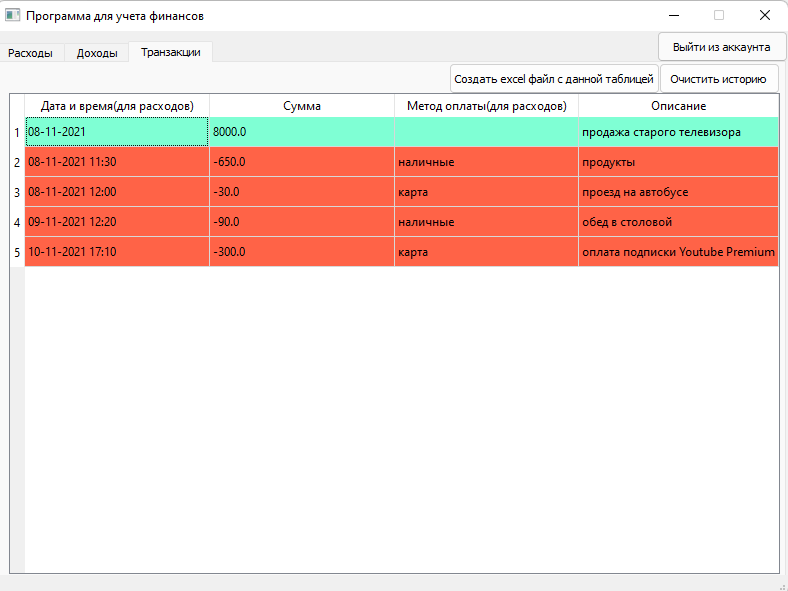 Программа для учета финансов
Выйти из аккаунта
Расходы Доходы Транзакции
Создать excel файл с данной таблицей Очистить историю
Дата и время(для расходов) Сумма Метод оплаты(для расходов) Описание
1 08-11-2021 8000.0 продажа старого телевизора
2 08-11-2021 11:30 -650.0 наличные продукты
3 08-11-2021 12:00 -30.0 карта проезд на автобусе
4 09-11-2021 12:20 -90.0 наличные обед в столовой
5 10-11-2021 17:10 -300.0 карта оплата подписки Youtube Premium